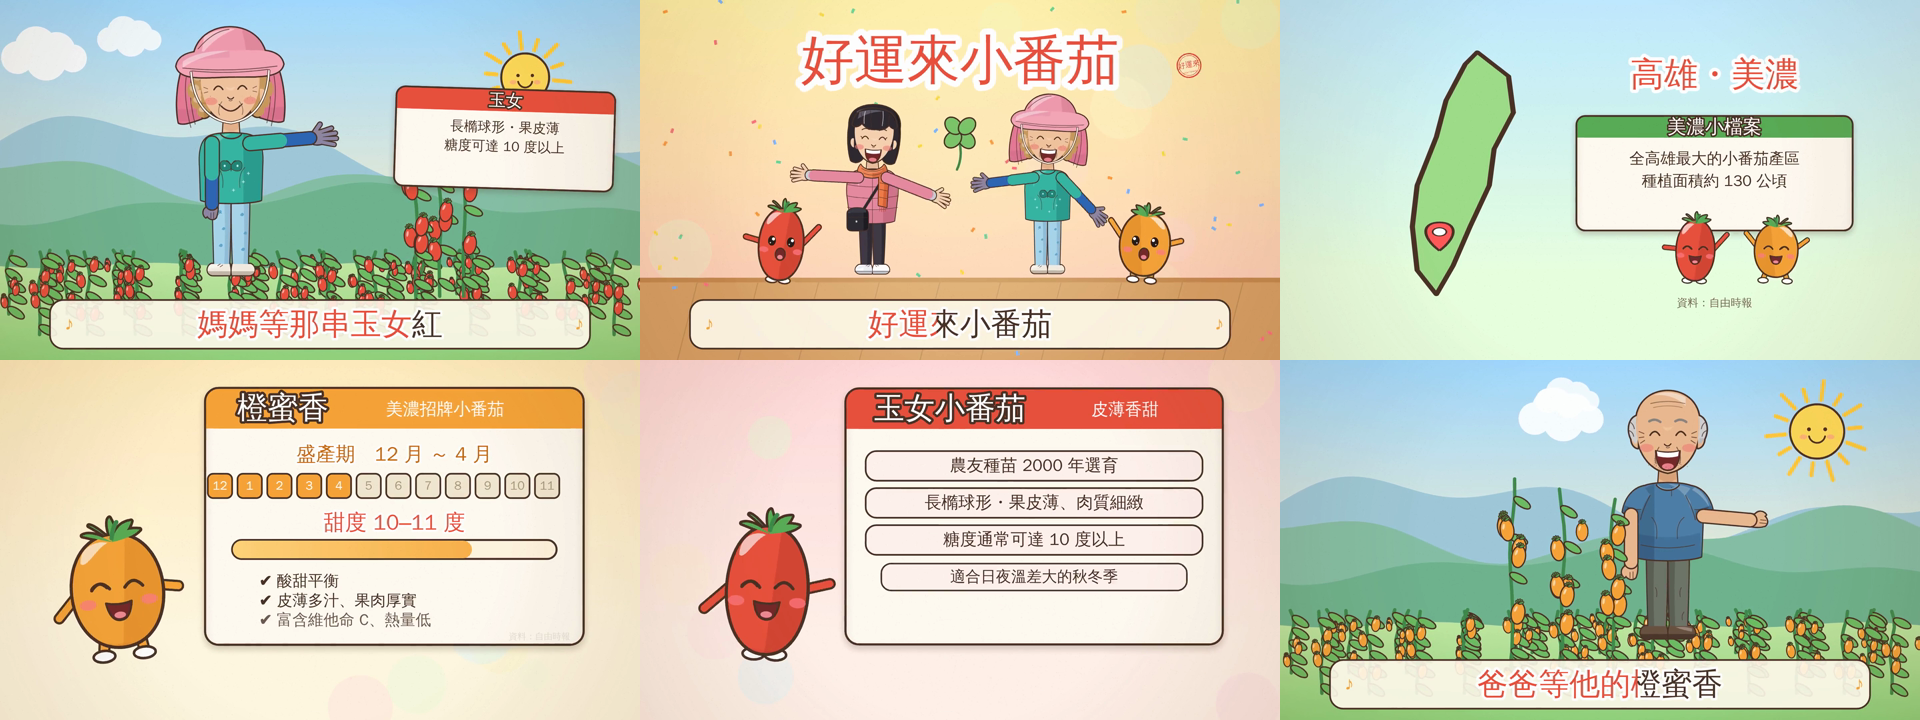 玉女
長橢球形・果皮薄
糖度可達 10 度以上
♪ 媽媽等那串玉女紅 ♪
好運來小番茄
好運來
♪ 好運來小番茄 ♪
高雄・美濃
美濃小檔案
全高雄最大的小番茄產區
種植面積約 130 公頃
資料：自由時報
橙蜜香 美濃招牌小番茄
盛產期 12 月 ～ 4 月
12 1 2 3 4 5 6 7 8 9 10 11
甜度 10–11 度
✔ 酸甜平衡
✔ 皮薄多汁、果肉厚實
✔ 富含維他命 C、熱量低
資料：自由時報
玉女小番茄 皮薄香甜
農友種苗 2000 年選育
長橢球形・果皮薄、肉質細緻
糖度通常可達 10 度以上
適合日夜溫差大的秋冬季
♪ 爸爸等他的橙蜜香 ♪